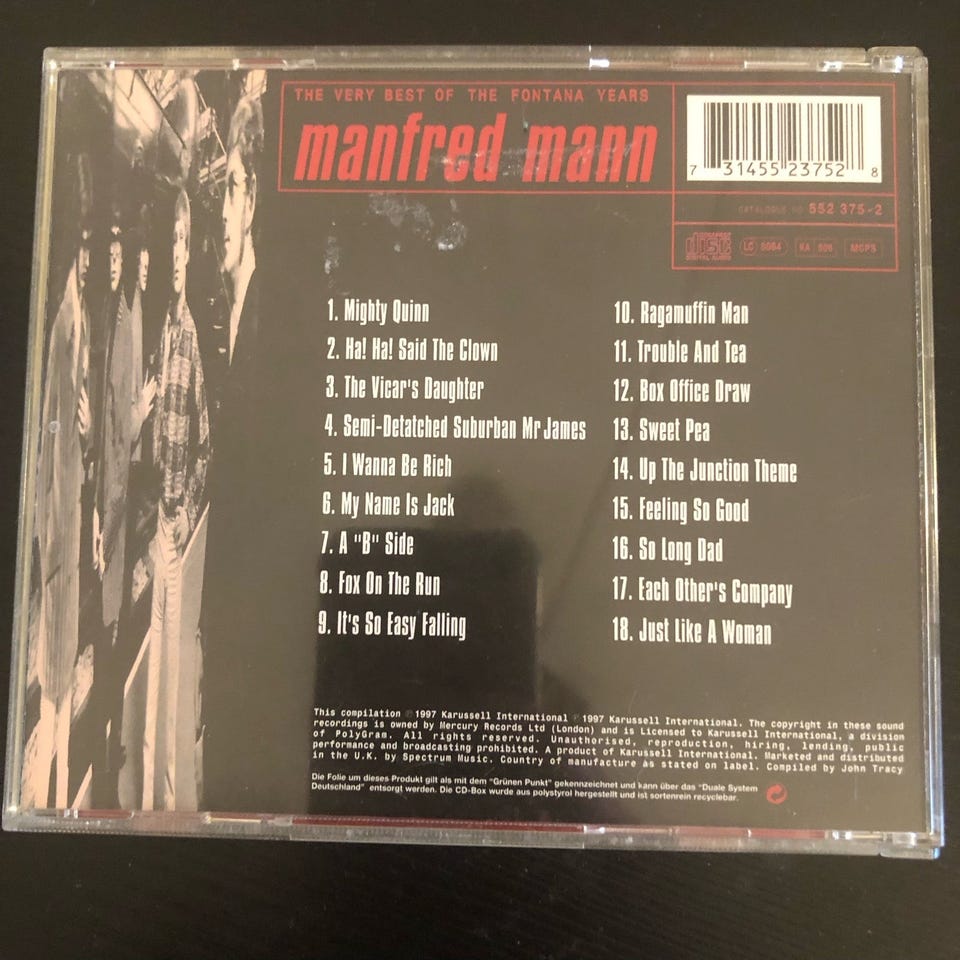 THE VERY BEST OF THE FONTANA YEARS
manfred mann
7 31455 23752 8
CATALOGUE NO 552 375-2
COMPACT disc DIGITAL AUDIO
LC
MCPS
1. Mighty Quinn
2. Ha! Ha! Said The Clown
3. The Vicar's Daughter
4. Semi-Detatched Suburban Mr James
5. I Wanna Be Rich
6. My Name Is Jack
7. A "B" Side
8. Fox On The Run
9. It's So Easy Falling
10. Ragamuffin Man
11. Trouble And Tea
12. Box Office Draw
13. Sweet Pea
14. Up The Junction Theme
15. Feeling So Good
16. So Long Dad
17. Each Other's Company
18. Just Like A Woman
This compilation 1997 Karussell International ℗ 1997 Karussell International. The copyright in these sound
recordings is owned by Mercury Records Ltd (London) and is Licensed to Karussell International, a division
of PolyGram. All rights reserved. Unauthorised, reproduction, hiring, lending, public
performance and broadcasting prohibited. A product of Karussell International. Marketed and distributed
in the U.K. by Spectrum Music. Country of manufacture as stated on label. Compiled by John Tracy
Die Folie um dieses Produkt gilt als mit dem "Grünen Punkt" gekennzeichnet und kann über das "Duale System
Deutschland" entsorgt werden. Die CD-Box wurde aus polystyrol hergestellt und ist sortenrein recyclebar.